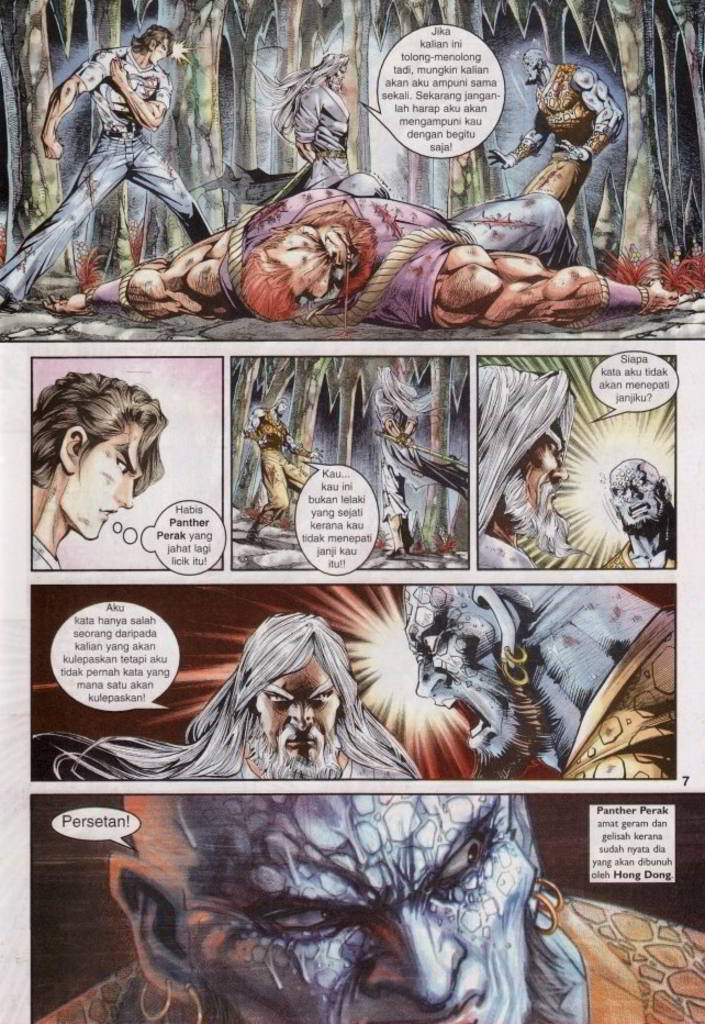 Jika
kalian ini
tolong-menolong
tadi, mungkin kalian
akan aku ampuni sama
sekali. Sekarang jangan-
lah harap aku akan
mengampuni kau
dengan begitu
saja!
Habis
Panther
Perak yang
jahat lagi
licik itu!
Kau...
kau ini
bukan lelaki
yang sejati
kerana kau
tidak menepati
janji kau
itu!!
Siapa
kata aku tidak
akan menepati
janjiku?
Aku
kata hanya salah
seorang daripada
kalian yang akan
kulepaskan tetapi aku
tidak pernah kata yang
mana satu akan
kulepaskan!
7
Persetan!
Panther Perak
amat geram dan
gelisah kerana
sudah nyata dia
yang akan dibunuh
oleh Hong Dong.